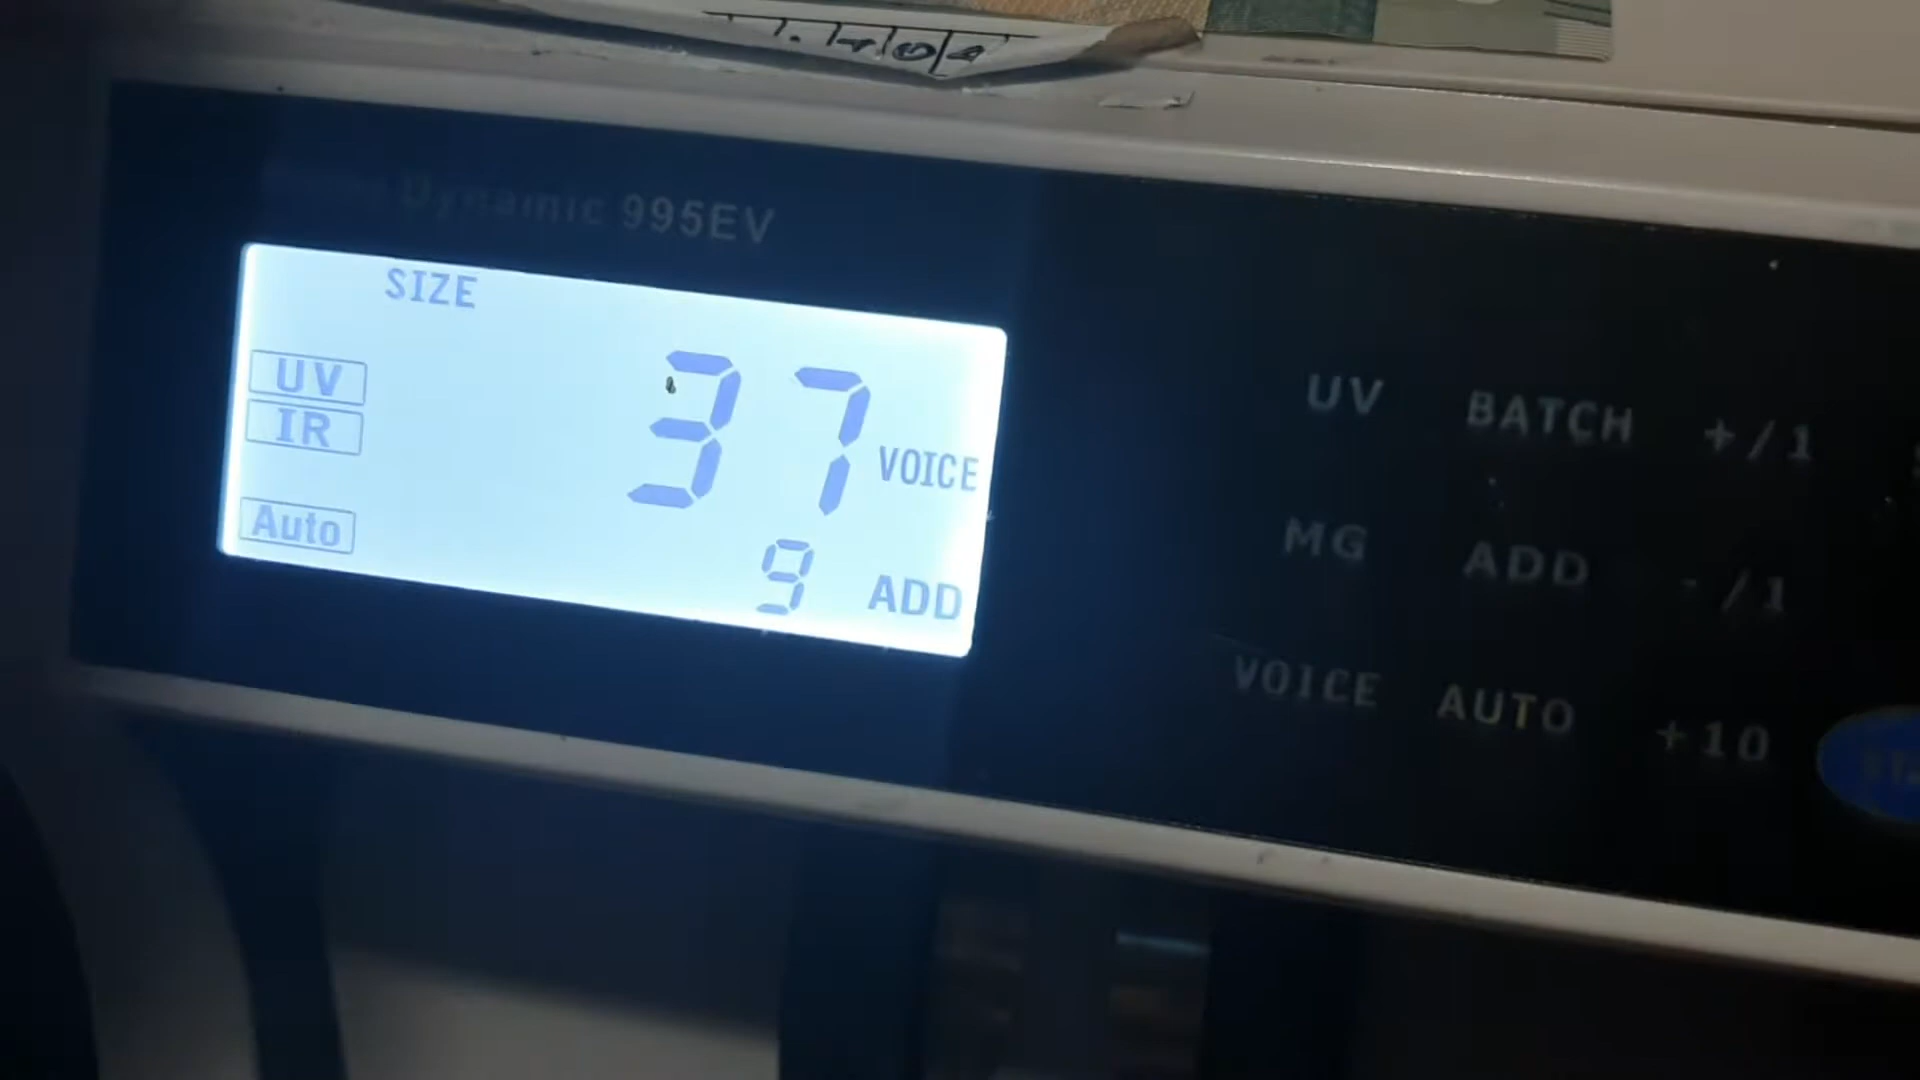 Dynamic 995EV
SIZE
UV
IR
Auto
37
VOICE
9 ADD
UV BATCH +/1
MG ADD -/1
VOICE AUTO +10